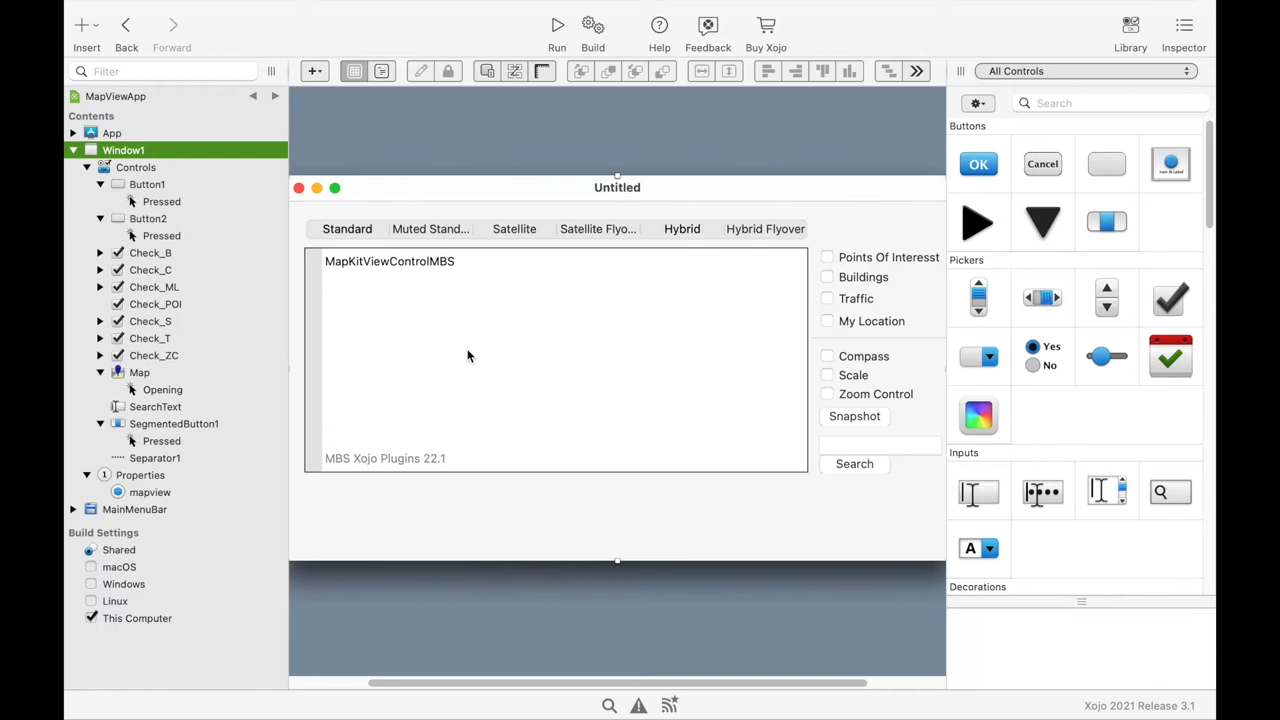 Insert Back Forward Run Build Help Feedback Buy Xojo Library Inspector
Filter
All Controls
MapViewApp
Search
Contents
App
Window1
Controls
Button1
Pressed
Button2
Pressed
Check_B
Check_C
Check_ML
Check_POI
Check_S
Check_T
Check_ZC
Map
Opening
SearchText
SegmentedButton1
Pressed
Separator1
Properties
mapview
MainMenuBar
Build Settings
Shared
macOS
Windows
Linux
This Computer
Untitled
Standard Muted Stand... Satellite Satellite Flyo... Hybrid Hybrid Flyover
MapKitViewControlMBS
MBS Xojo Plugins 22.1
Points Of Interesst
Buildings
Traffic
My Location
Compass
Scale
Zoom Control
Snapshot
Search
Buttons
OK Cancel Icon & Label
Pickers
Yes
No
Inputs
A
Decorations
Xojo 2021 Release 3.1